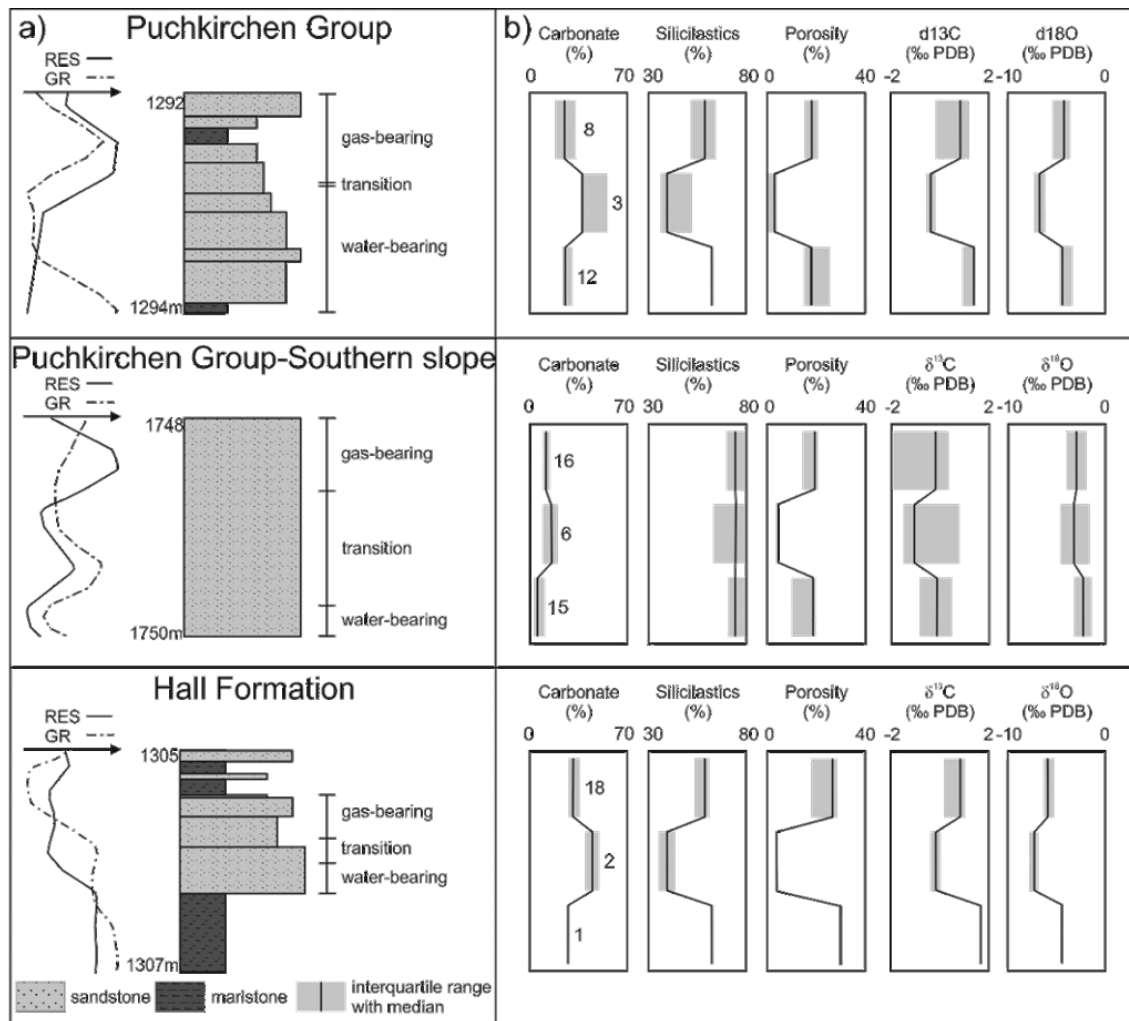 a)
Puchkirchen Group
RES
GR
1292
gas-bearing
transition
water-bearing
1294m
b)
Carbonate Silicilastics Porosity d13C d18O
(%) (%) (%) (‰ PDB) (‰ PDB)
0 70 30 80 0 40 -2 2 -10 0
8
3
12
Puchkirchen Group-Southern slope
RES
GR
1748
gas-bearing
transition
water-bearing
1750m
Carbonate Silicilastics Porosity δ¹³C δ¹⁸O
(%) (%) (%) (‰ PDB) (‰ PDB)
0 70 30 80 0 40 -2 2 -10 0
16
6
15
Hall Formation
RES
GR
1305
gas-bearing
transition
water-bearing
1307m
Carbonate Silicilastics Porosity δ¹³C δ¹⁸O
(%) (%) (%) (‰ PDB) (‰ PDB)
0 70 30 80 0 40 -2 2 -10 0
18
2
1
sandstone marlstone interquartile range
with median